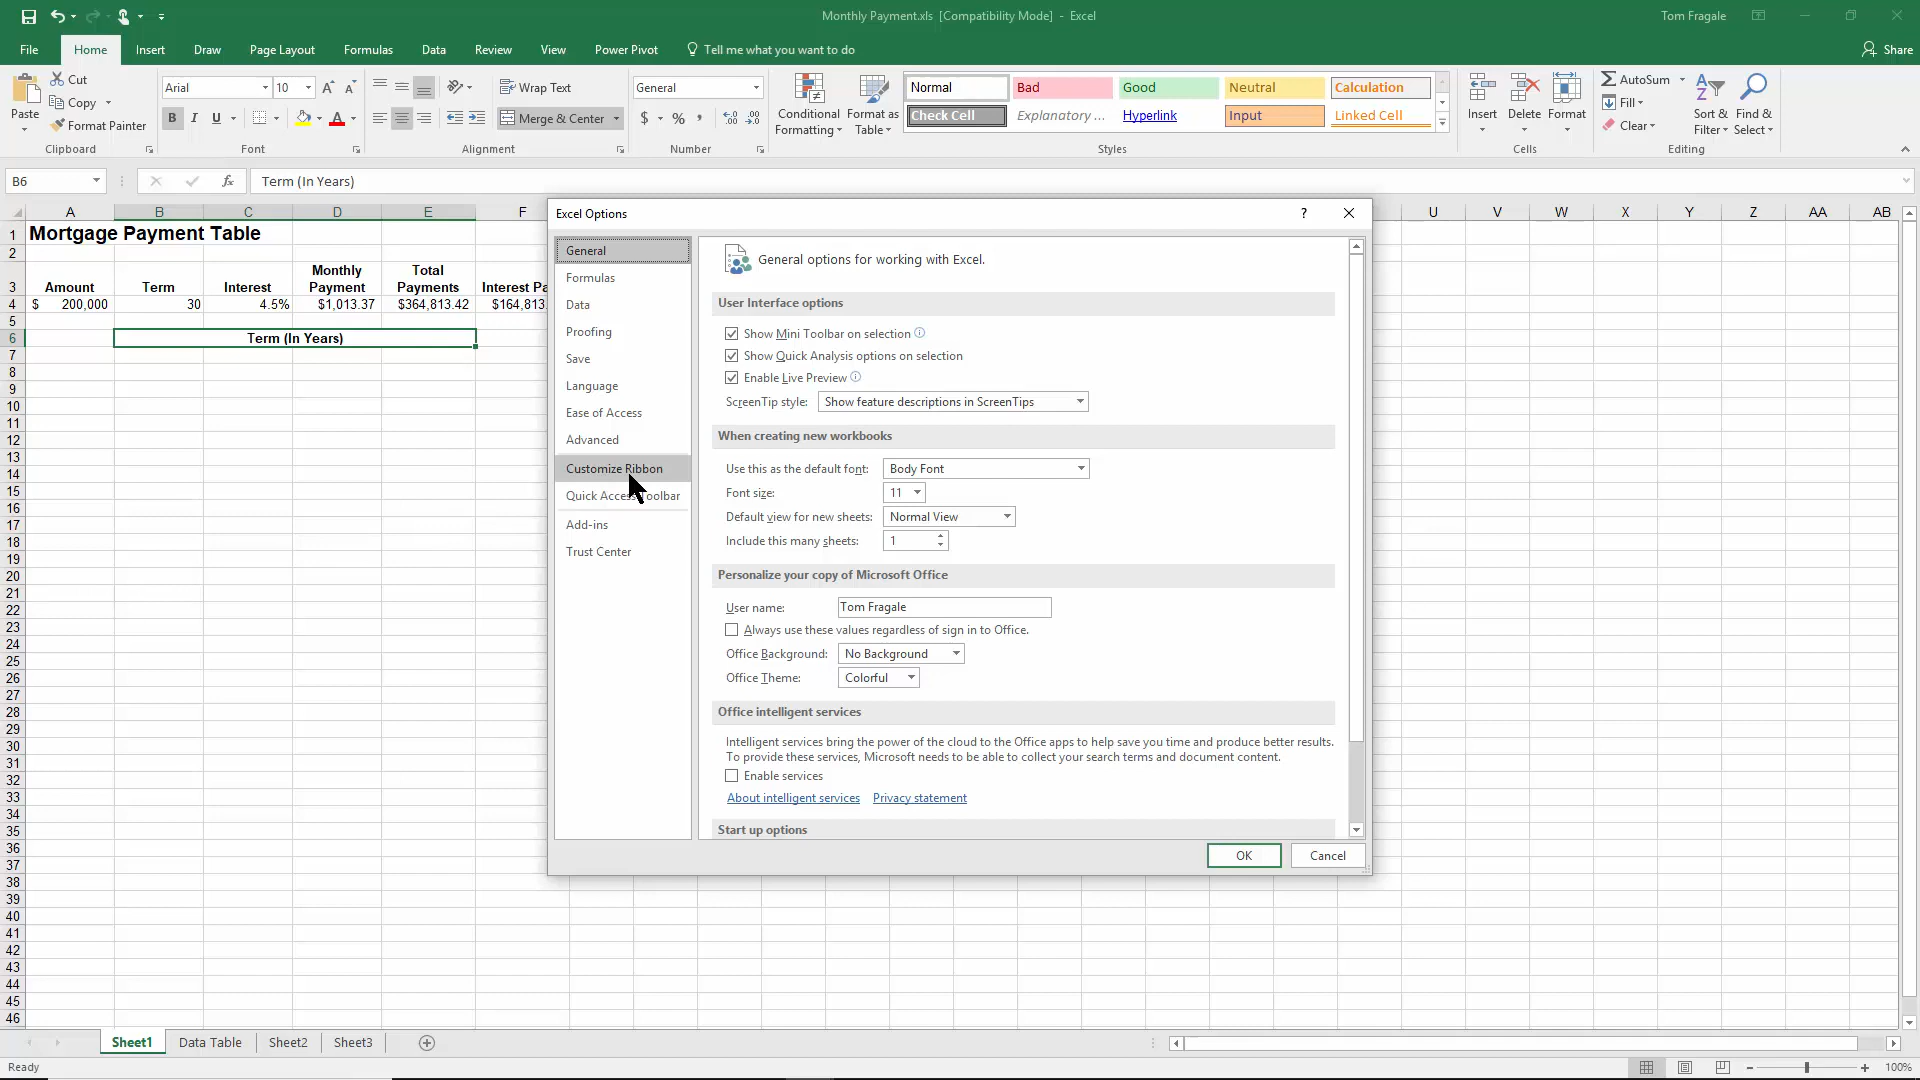 Monthly Payment.xls [Compatibility Mode] - Excel
Tom Fragale
File Home Insert Draw Page Layout Formulas Data Review View Power Pivot Tell me what you want to do Share
Paste
Cut
Copy
Format Painter
Clipboard
Arial 10
B I U
Font
Wrap Text
Merge & Center
Alignment
General
$ % ,
Number
Conditional Formatting
Format as Table
Normal Bad Good Neutral Calculation
Check Cell Explanatory ... Hyperlink Input Linked Cell
Styles
Insert Delete Format
Cells
AutoSum
Fill
Clear
Sort & Filter
Find & Select
Editing
B6 fx Term (In Years)
A B C D E F U V W X Y Z AA AB
1 Mortgage Payment Table
2
Monthly Total
3 Amount Term Interest Payment Payments Interest Pa
4 $ 200,000 30 4.5% $1,013.37 $364,813.42 $164,813.
5
6 Term (In Years)
7
8
9
10
11
12
13
14
15
16
17
18
19
20
21
22
23
24
25
26
27
28
29
30
31
32
33
34
35
36
37
38
39
40
41
42
43
44
45
46
Excel Options ?
General
Formulas
Data
Proofing
Save
Language
Ease of Access
Advanced
Customize Ribbon
Quick Access Toolbar
Add-ins
Trust Center
General options for working with Excel.
User Interface options
Show Mini Toolbar on selection
Show Quick Analysis options on selection
Enable Live Preview
ScreenTip style: Show feature descriptions in ScreenTips
When creating new workbooks
Use this as the default font: Body Font
Font size: 11
Default view for new sheets: Normal View
Include this many sheets: 1
Personalize your copy of Microsoft Office
User name: Tom Fragale
Always use these values regardless of sign in to Office.
Office Background: No Background
Office Theme: Colorful
Office intelligent services
Intelligent services bring the power of the cloud to the Office apps to help save you time and produce better results.
To provide these services, Microsoft needs to be able to collect your search terms and document content.
Enable services
About intelligent services Privacy statement
Start up options
OK Cancel
Sheet1 Data Table Sheet2 Sheet3
Ready
100%